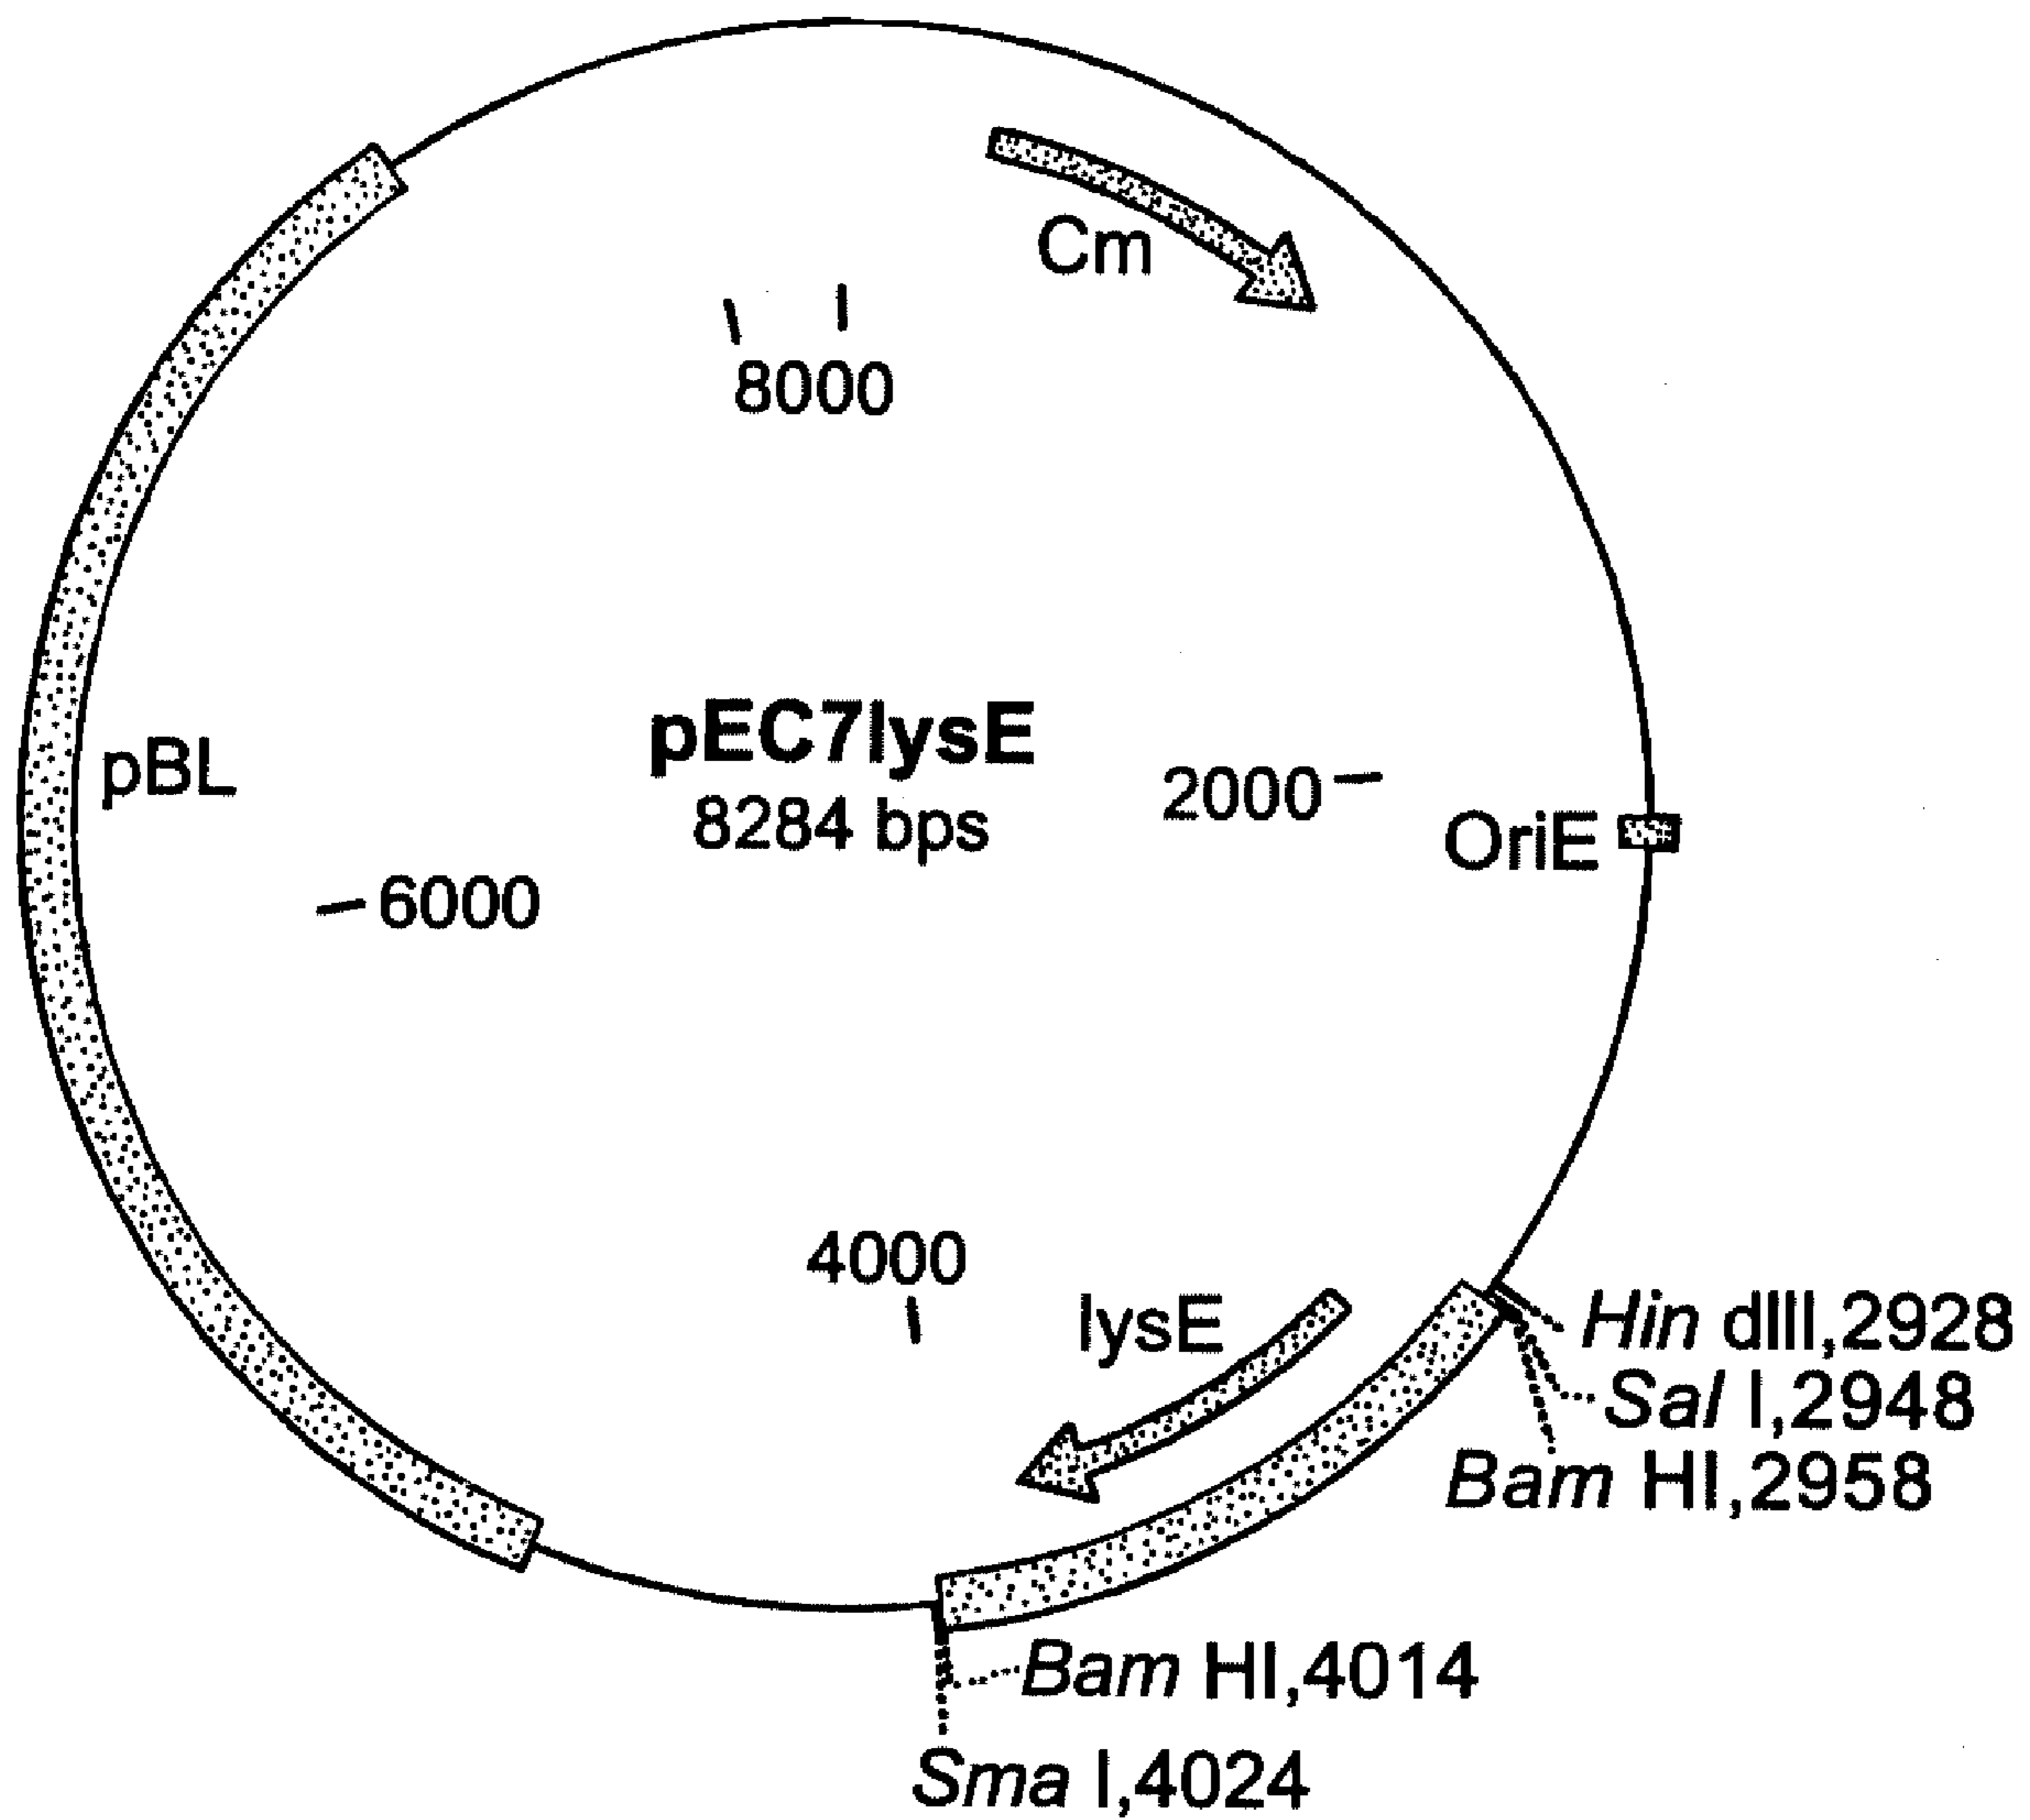 Cm
8000
pEC7lysE
8284 bps
2000
OriE
pBL
6000
4000
lysE
Hin dIII,2928
Sal I,2948
Bam HI,2958
Bam HI,4014
Sma I,4024